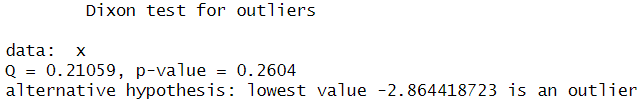 Dixon test for outliers
data: x
Q = 0.21059, p-value = 0.2604
alternative hypothesis: lowest value -2.864418723 is an outlier